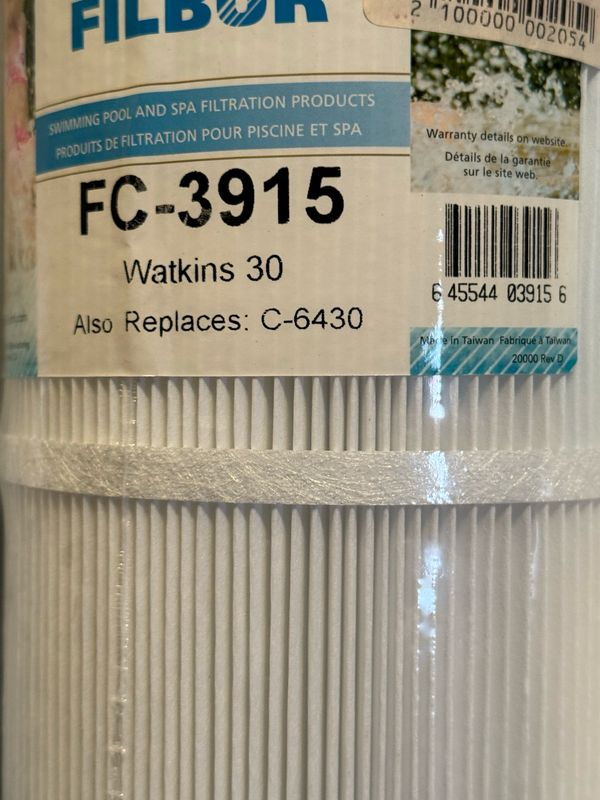 FILBUR
2 100000 002054
SWIMMING POOL AND SPA FILTRATION PRODUCTS
PRODUITS DE FILTRATION POUR PISCINE ET SPA
Warranty details on website.
Détails de la garantie
sur le site web.
FC-3915
Watkins 30
Also Replaces: C-6430
6 45544 03915 6
Made in Taiwan Fabriqué à Taiwan
20000 Rev D